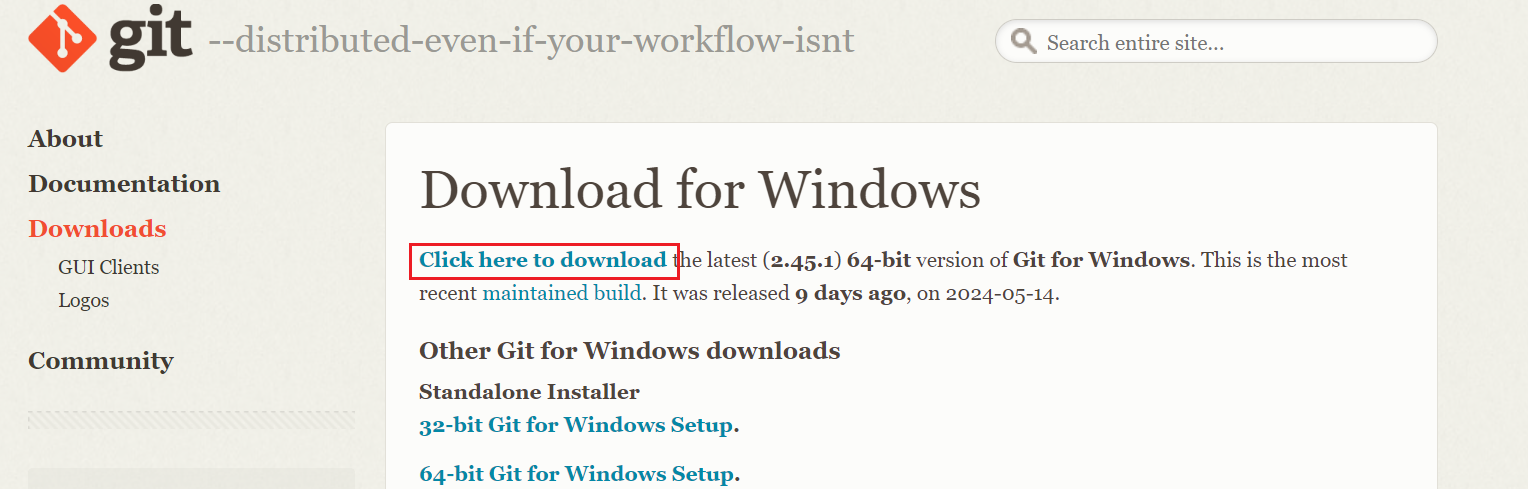 git --distributed-even-if-your-workflow-isnt
Search entire site...
About
Documentation
Downloads
GUI Clients
Logos
Community
Download for Windows
Click here to download the latest (2.45.1) 64-bit version of Git for Windows. This is the most
recent maintained build. It was released 9 days ago, on 2024-05-14.
Other Git for Windows downloads
Standalone Installer
32-bit Git for Windows Setup.
64-bit Git for Windows Setup.